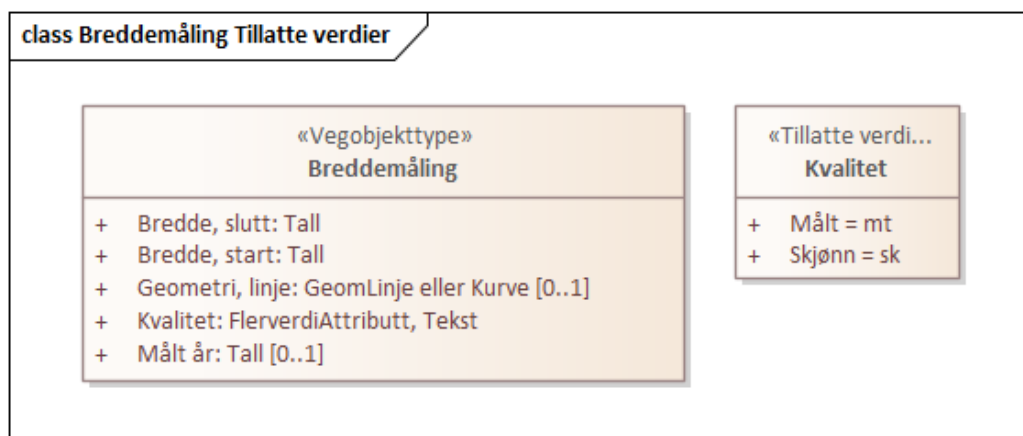 class Breddemåling Tillatte verdier
«Vegobjekttype»
Breddemåling
+ Bredde, slutt: Tall
+ Bredde, start: Tall
+ Geometri, linje: GeomLinje eller Kurve [0..1]
+ Kvalitet: FlerverdiAttributt, Tekst
+ Målt år: Tall [0..1]
«Tillatte verdi...
Kvalitet
+ Målt = mt
+ Skjønn = sk